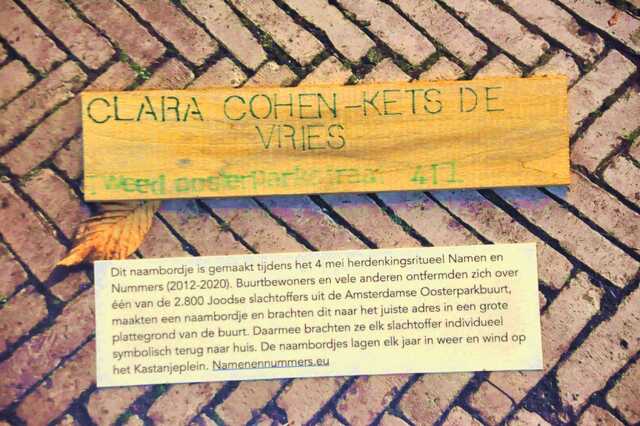 CLARA COHEN-KETS DE
VRIES
Tweed oosterparkstraat 41
Dit naambordje is gemaakt tijdens het 4 mei herdenkingsritueel Namen en
Nummers (2012-2020). Buurtbewoners en vele anderen ontfermden zich over
één van de 2.800 Joodse slachtoffers uit de Amsterdamse Oosterparkbuurt,
maakten een naambordje en brachten dit naar het juiste adres in een grote
plattegrond van de buurt. Daarmee brachten ze elk slachtoffer individueel
symbolisch terug naar huis. De naambordjes lagen elk jaar in weer en wind op
het Kastanjeplein. Namenennummers.eu